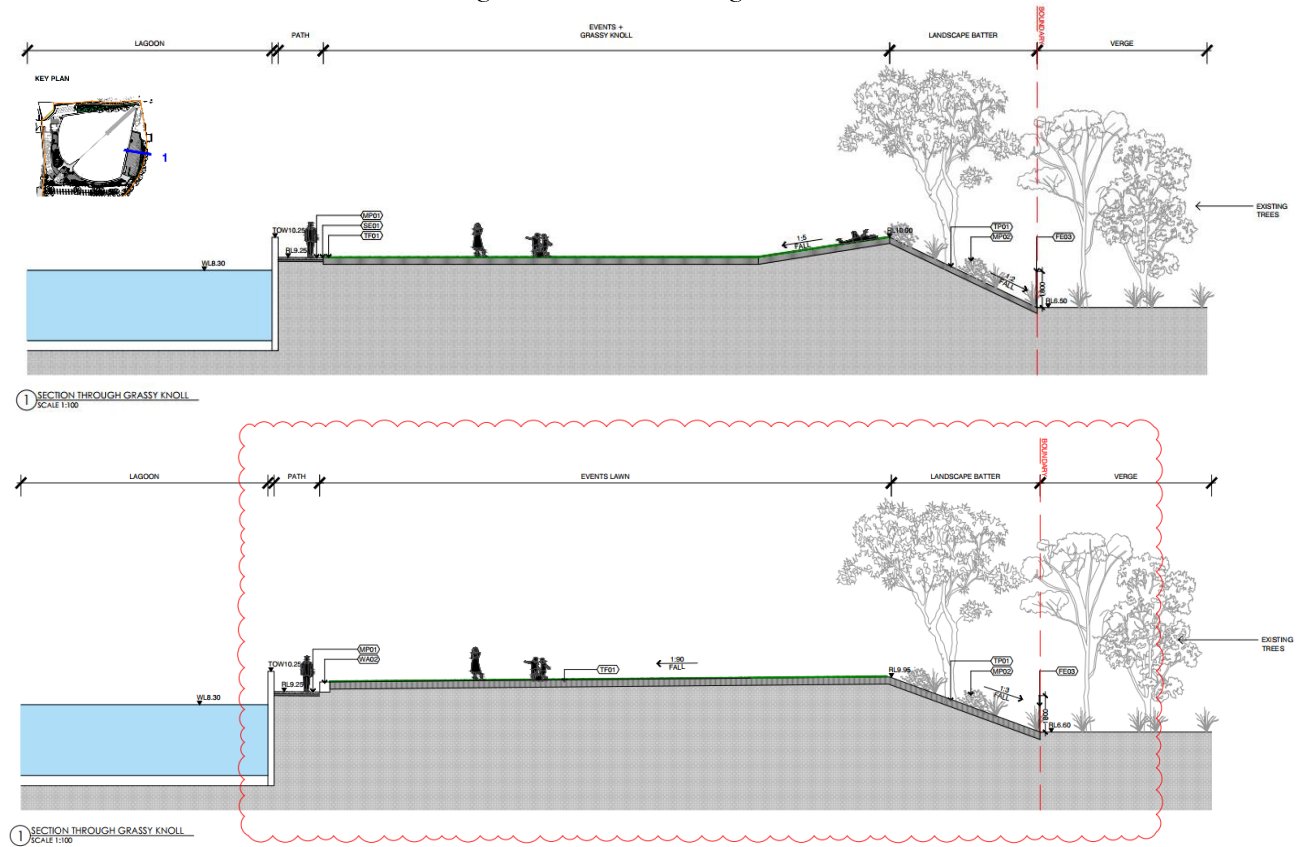 LAGOON
PATH
EVENTS +
GRASSY KNOLL
LANDSCAPE BATTER
BOUNDARY
VERGE
KEY PLAN
1
TOW10.25
RL9.25
MP01
SE01
TF01
WL8.30
1:5
FALL
RL10.00
TP01
MP02
FE03
1:2
FALL
1800
RL6.50
EXISTING
TREES
1 SECTION THROUGH GRASSY KNOLL
SCALE 1:100
LAGOON
PATH
EVENTS LAWN
LANDSCAPE BATTER
BOUNDARY
VERGE
TOW10.25
RL9.25
MP01
WA02
WL8.30
TF01
1:90
FALL
RL9.95
TP01
MP02
FE03
1:3
FALL
1800
RL6.60
EXISTING
TREES
1 SECTION THROUGH GRASSY KNOLL
SCALE 1:100